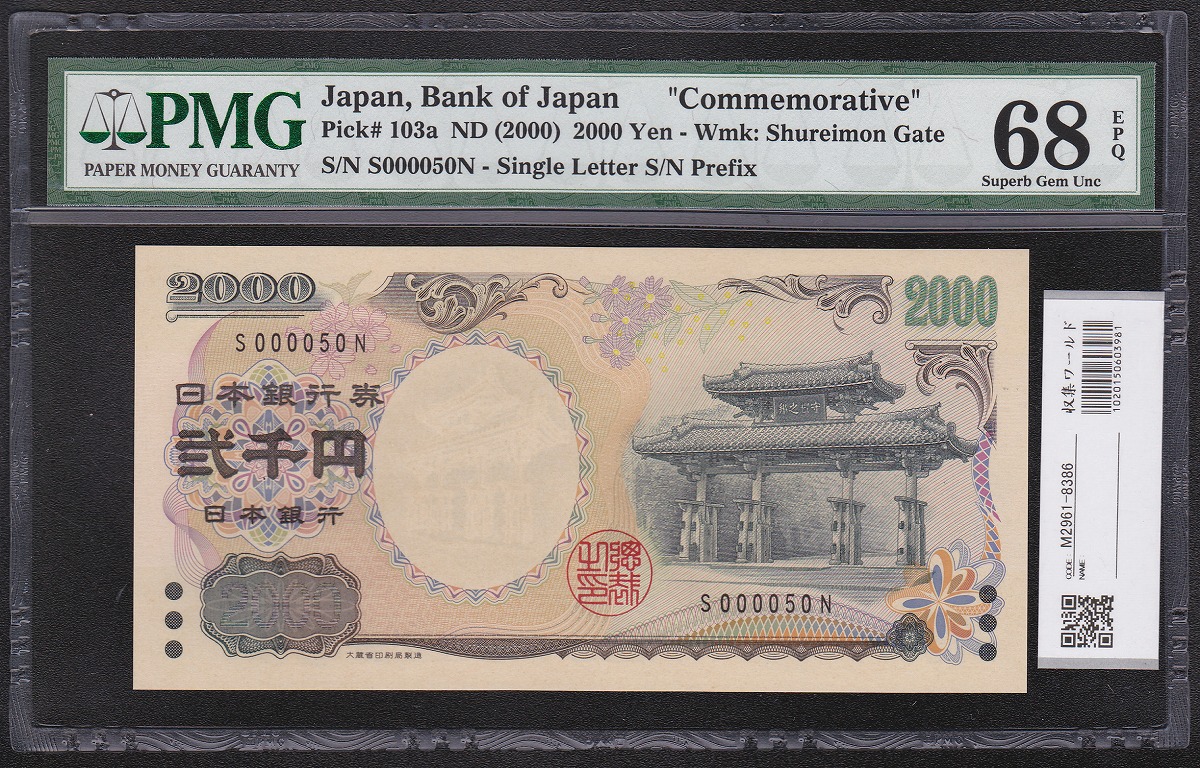 PMG
PAPER MONEY GUARANTY
Japan, Bank of Japan "Commemorative"
Pick# 103a ND (2000) 2000 Yen - Wmk: Shureimon Gate
S/N S000050N - Single Letter S/N Prefix
68
EPQ
Superb Gem Unc
2000
2000
S000050N
日本銀行券
弐千円
日本銀行
守禮之邦
2000
S000050N
大蔵省印刷局製造
収集ワールド
1020150603981
CODE: M2961-8386
NAME: